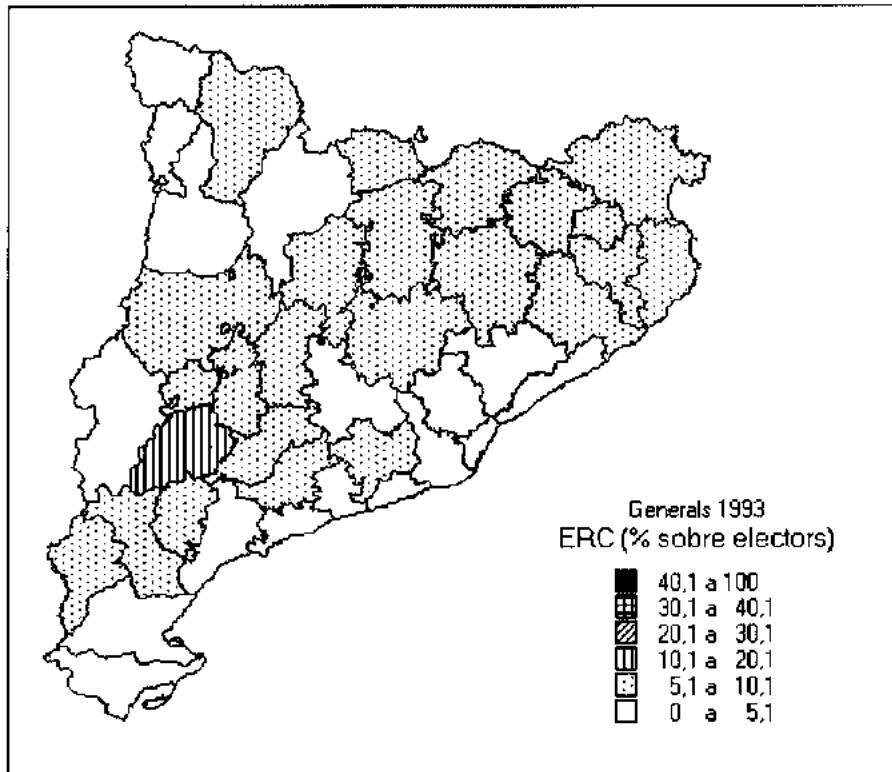 Generals 1993
ERC (% sobre electors)
40,1 a 100
30,1 a 40,1
20,1 a 30,1
10,1 a 20,1
5,1 a 10,1
0 a 5,1